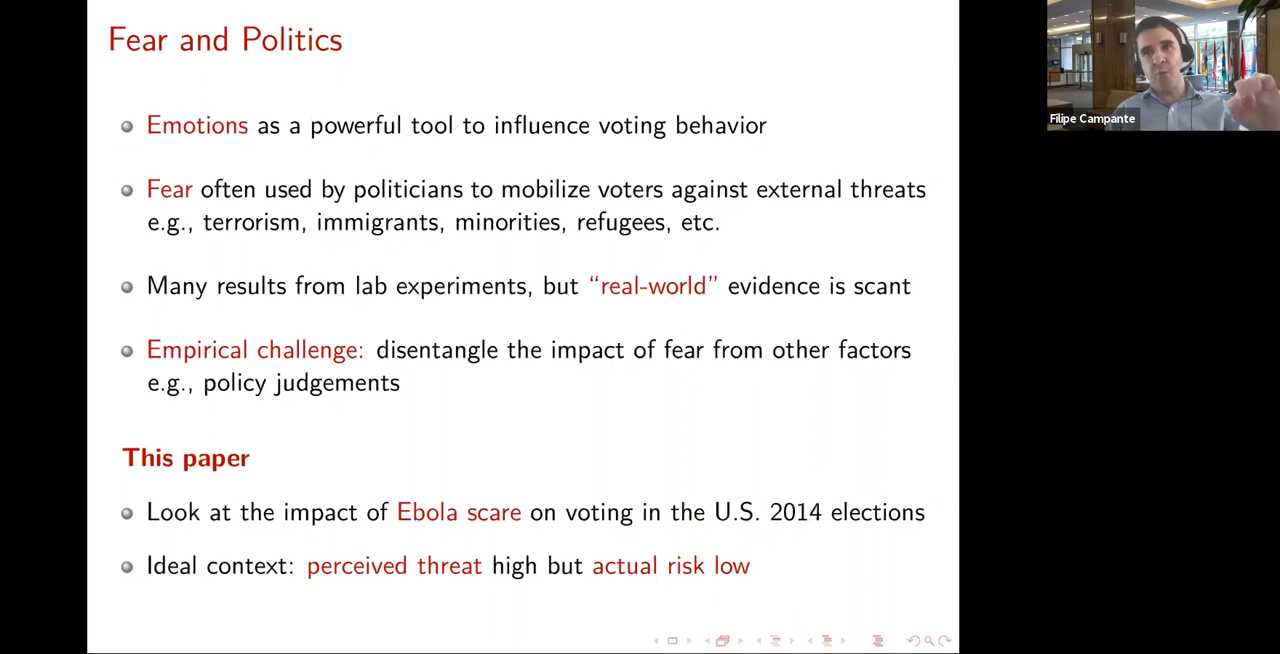 Fear and Politics
Emotions as a powerful tool to influence voting behavior
Fear often used by politicians to mobilize voters against external threats
e.g., terrorism, immigrants, minorities, refugees, etc.
Many results from lab experiments, but “real-world” evidence is scant
Empirical challenge: disentangle the impact of fear from other factors
e.g., policy judgements
This paper
Look at the impact of Ebola scare on voting in the U.S. 2014 elections
Ideal context: perceived threat high but actual risk low
Filipe Campante